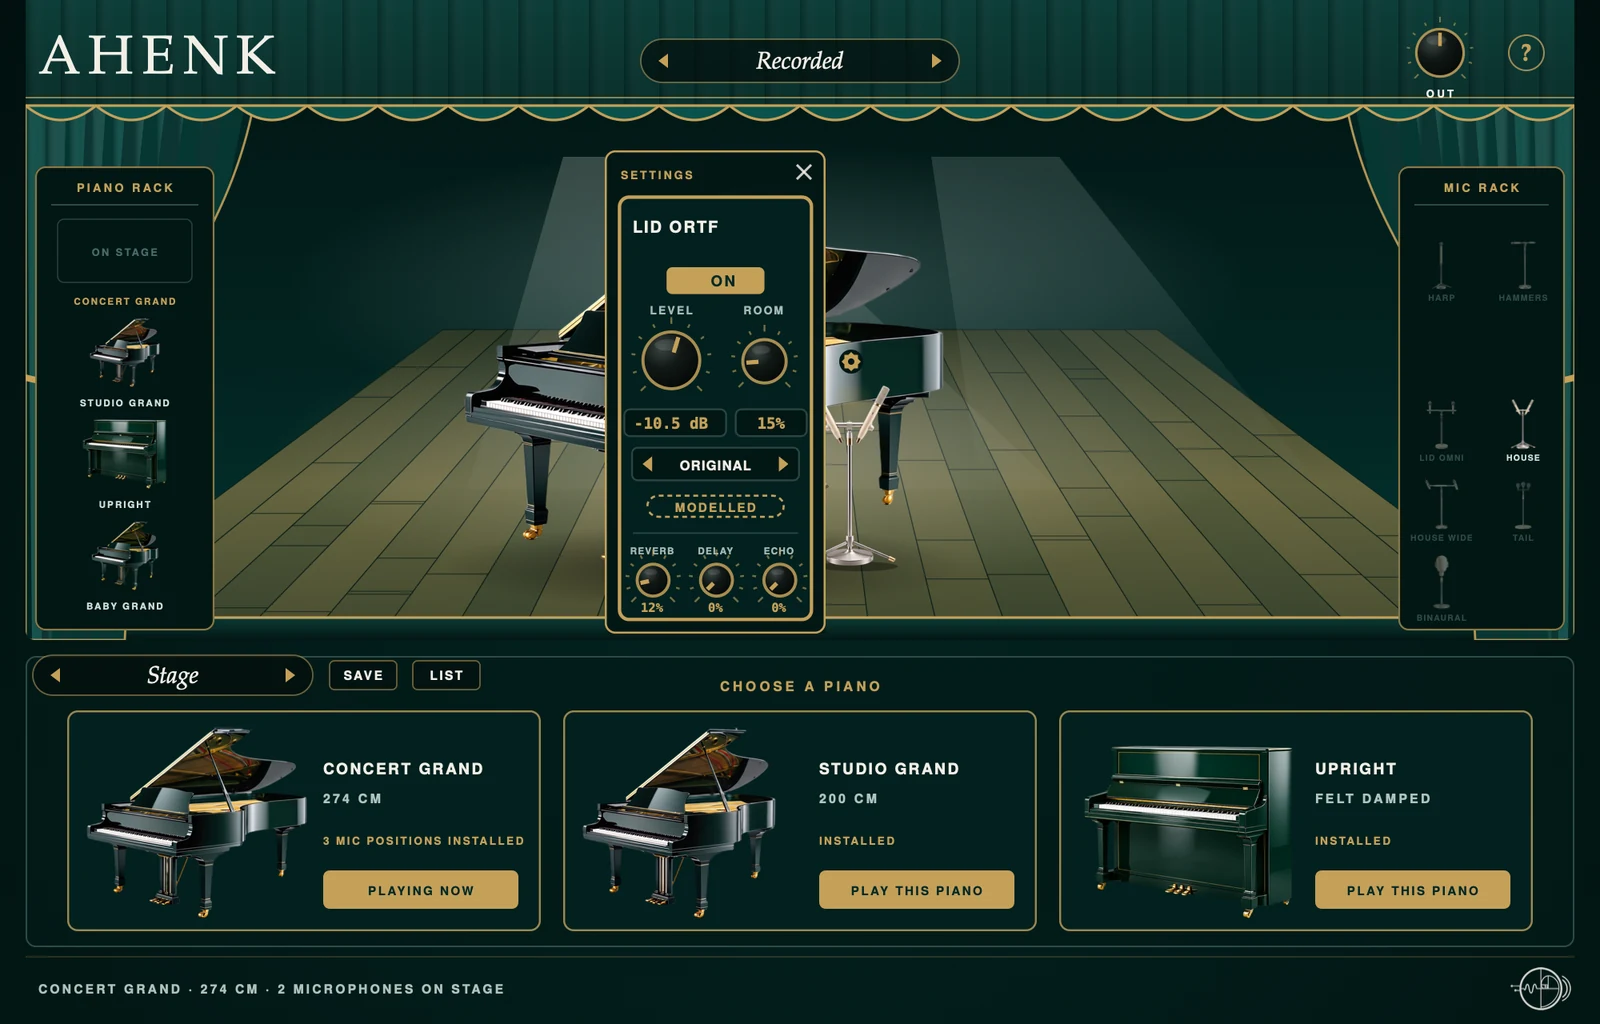 AHENK
Recorded
?
OUT
PIANO RACK
ON STAGE
CONCERT GRAND
STUDIO GRAND
UPRIGHT
BABY GRAND
SETTINGS
LID ORTF
ON
LEVEL ROOM
-10.5 dB 15%
ORIGINAL
MODELLED
REVERB DELAY ECHO
12% 0% 0%
MIC RACK
HARP HAMMERS
LID OMNI HOUSE
HOUSE WIDE TAIL
BINAURAL
Stage
SAVE
LIST
CHOOSE A PIANO
CONCERT GRAND
274 CM
3 MIC POSITIONS INSTALLED
PLAYING NOW
STUDIO GRAND
200 CM
INSTALLED
PLAY THIS PIANO
UPRIGHT
FELT DAMPED
INSTALLED
PLAY THIS PIANO
CONCERT GRAND · 274 CM · 2 MICROPHONES ON STAGE